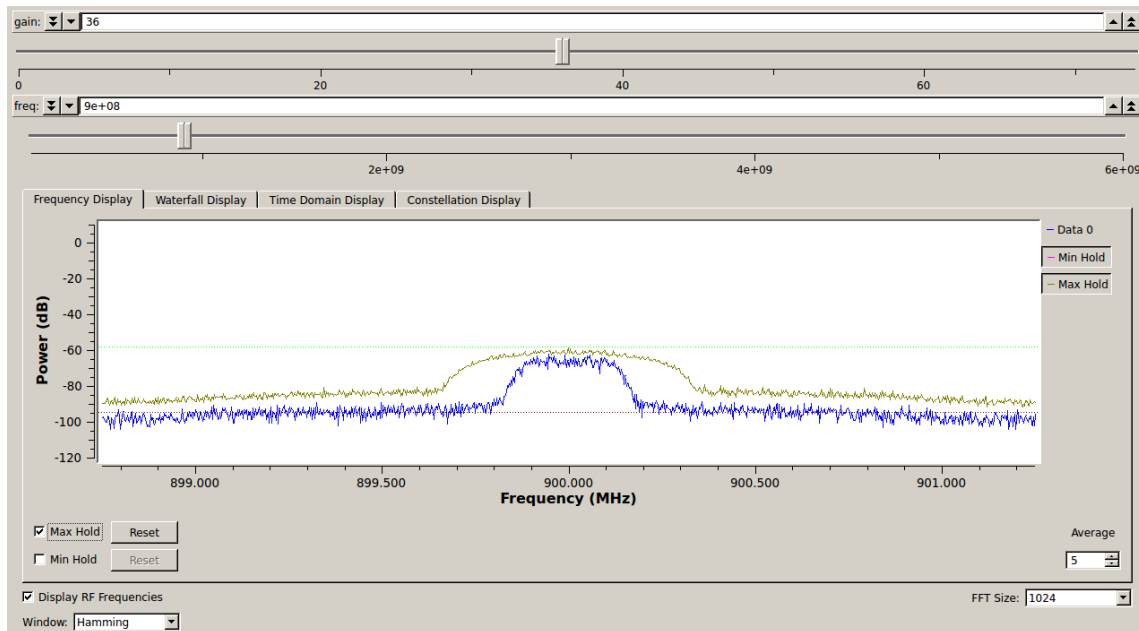 gain: 36
0 20 40 60
freq: 9e+08
2e+09 4e+09 6e+09
Frequency Display Waterfall Display Time Domain Display Constellation Display
Data 0
Min Hold
Max Hold
0
-20
-40
-60
-80
-100
-120
Power (dB)
899.000 899.500 900.000 900.500 901.000
Frequency (MHz)
Max Hold Reset Average
Min Hold Reset 5
Display RF Frequencies FFT Size: 1024
Window: Hamming